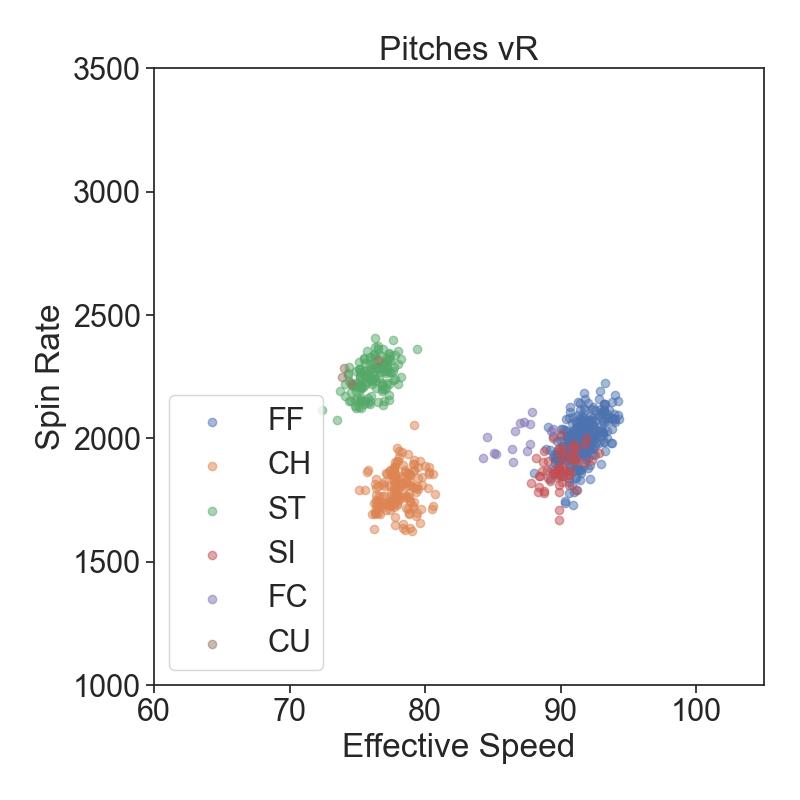 Pitches vR
3500
3000
2500
2000
1500
1000
Spin Rate
FF
CH
ST
SI
FC
CU
60 70 80 90 100
Effective Speed